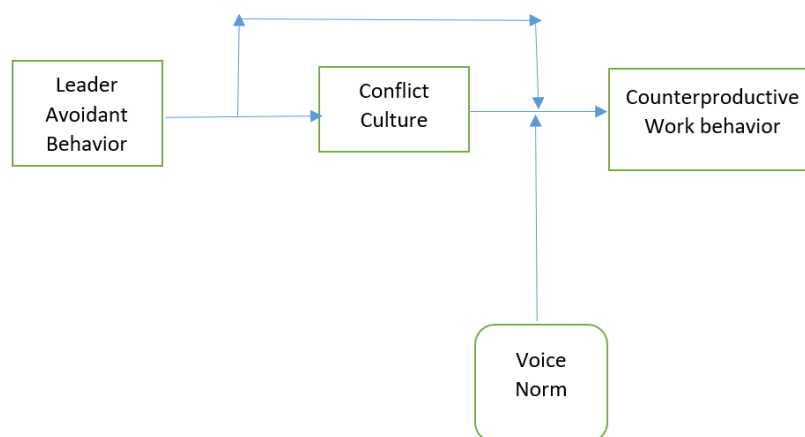 Leader
Avoidant
Behavior
Conflict
Culture
Counterproductive
Work behavior
Voice
Norm